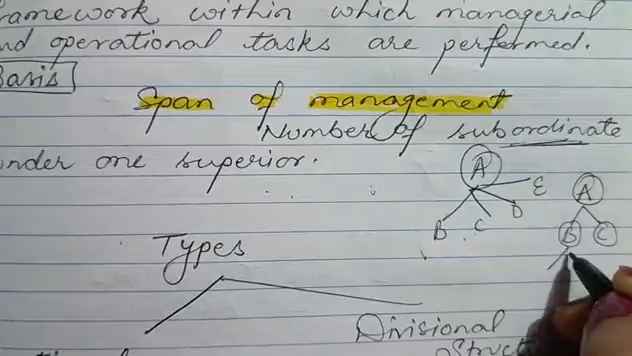 framework within which managerial
and operational tasks are performed.
Basis
Span of management
Number of subordinate
under one superior.
A
E
D
C
B
A
B C
Types
Divisional